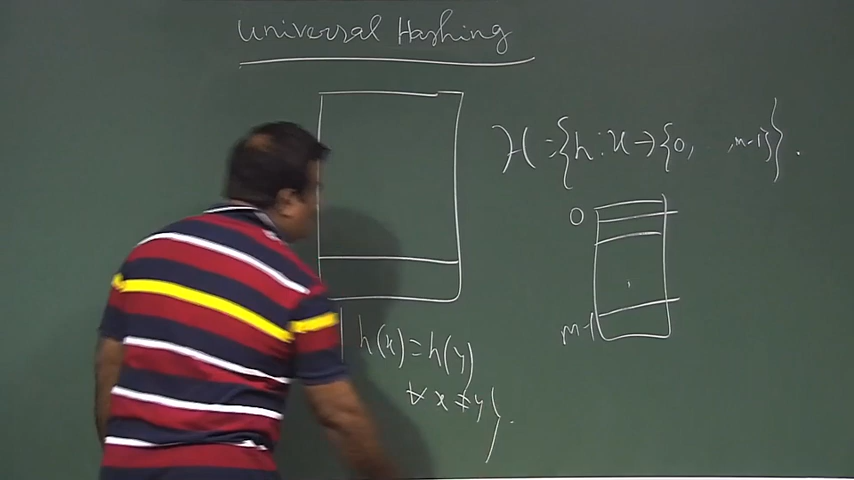 Universal Hashing
H = {h : U → {0, , m-1}}.
0
m-1
| h(x) = h(y)
∀ x ≠ y }.